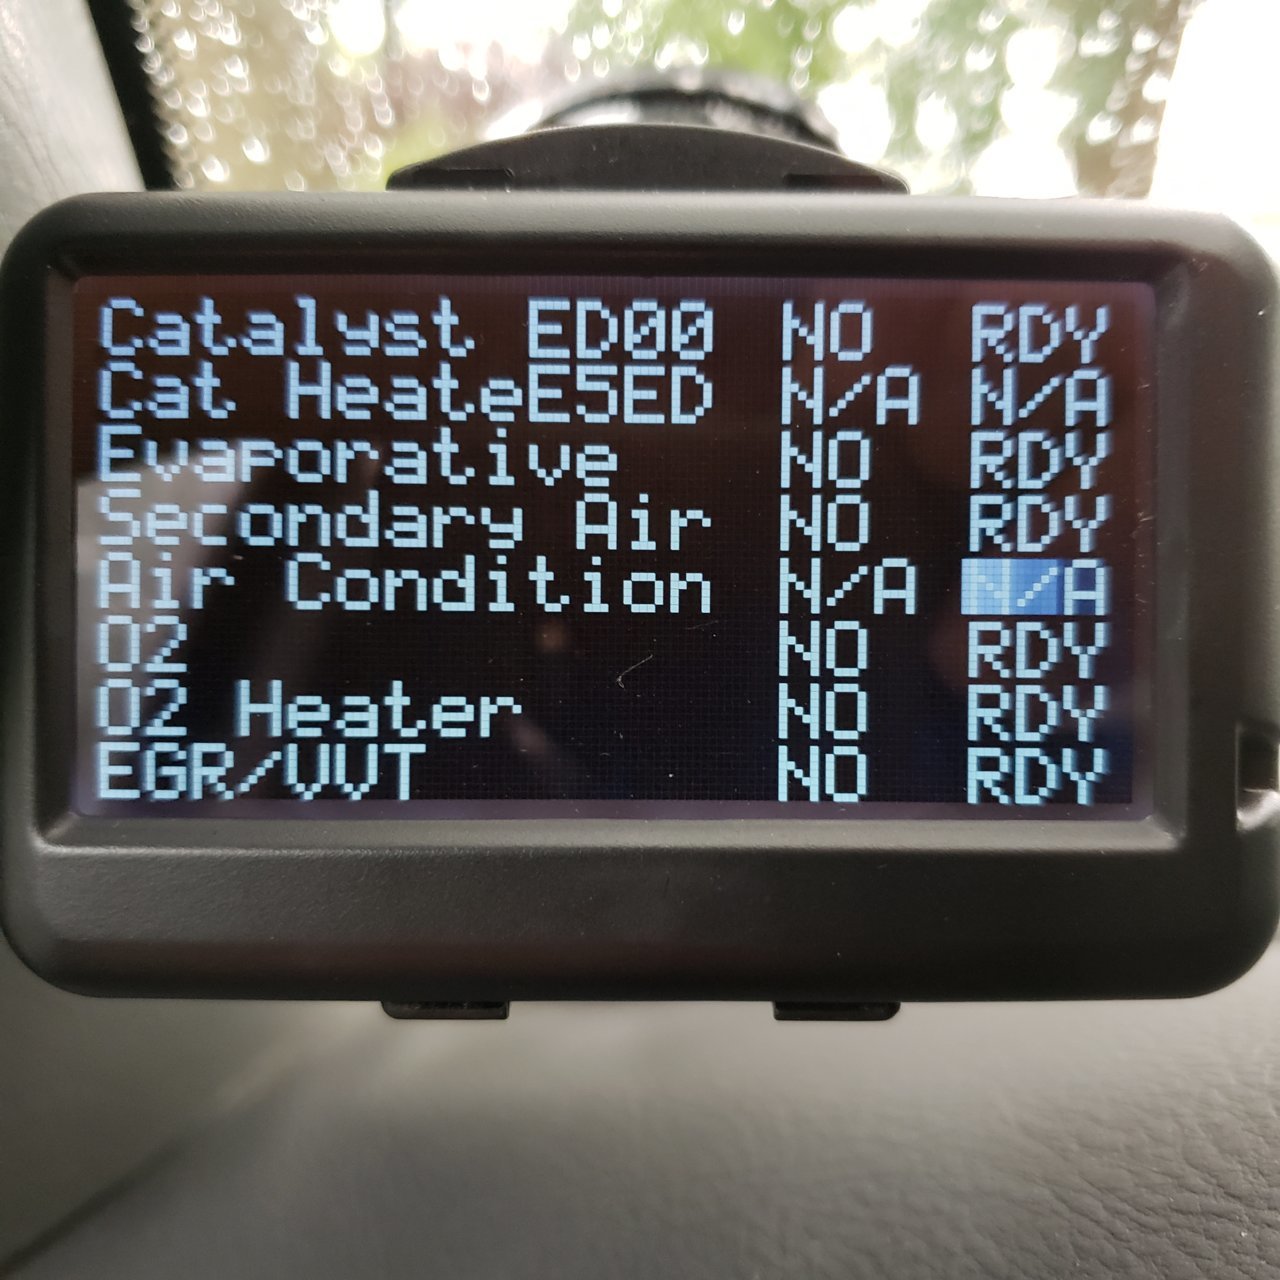 Catalyst ED00 NO RDY
Cat HeateE5ED N/A N/A
Evaporative NO RDY
Secondary Air NO RDY
Air Condition N/A N/A
O2 NO RDY
O2 Heater NO RDY
EGR/VVT NO RDY